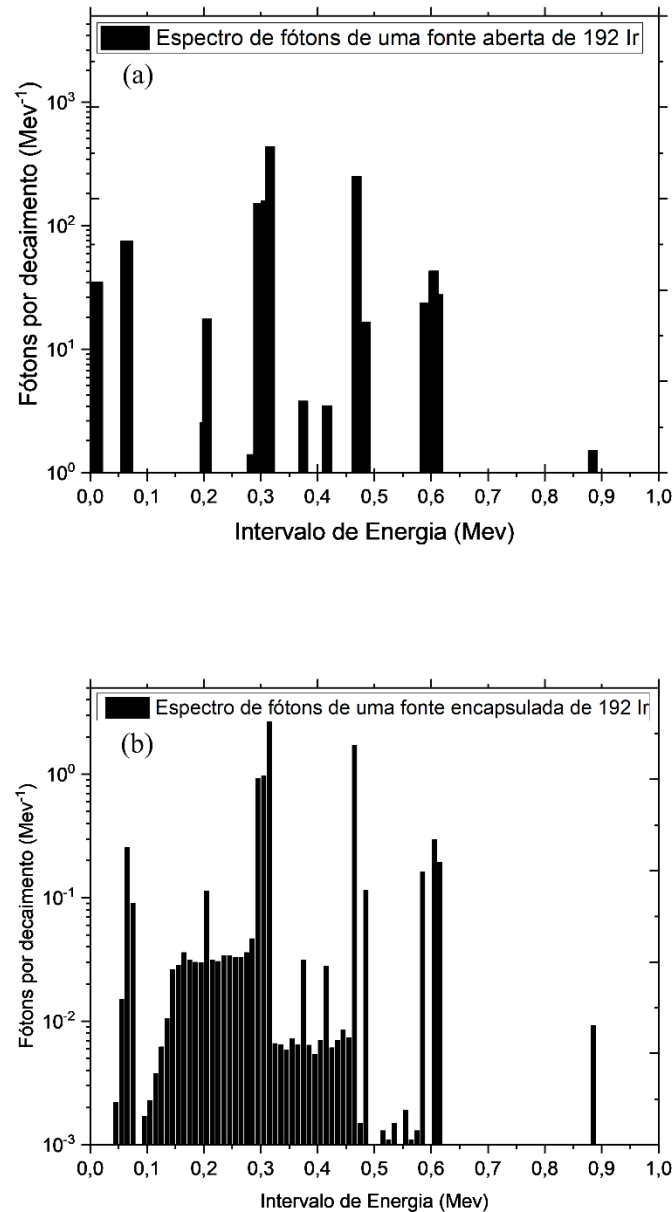 Espectro de fótons de uma fonte aberta de 192 Ir
(a)
Fótons por decaimento (Mev⁻¹)
10³
10²
10¹
10⁰
0,0 0,1 0,2 0,3 0,4 0,5 0,6 0,7 0,8 0,9 1,0
Intervalo de Energia (Mev)
Espectro de fótons de uma fonte encapsulada de 192 Ir
(b)
Fótons por decaimento (Mev⁻¹)
10⁰
10⁻¹
10⁻²
10⁻³
0,0 0,1 0,2 0,3 0,4 0,5 0,6 0,7 0,8 0,9 1,0
Intervalo de Energia (Mev)